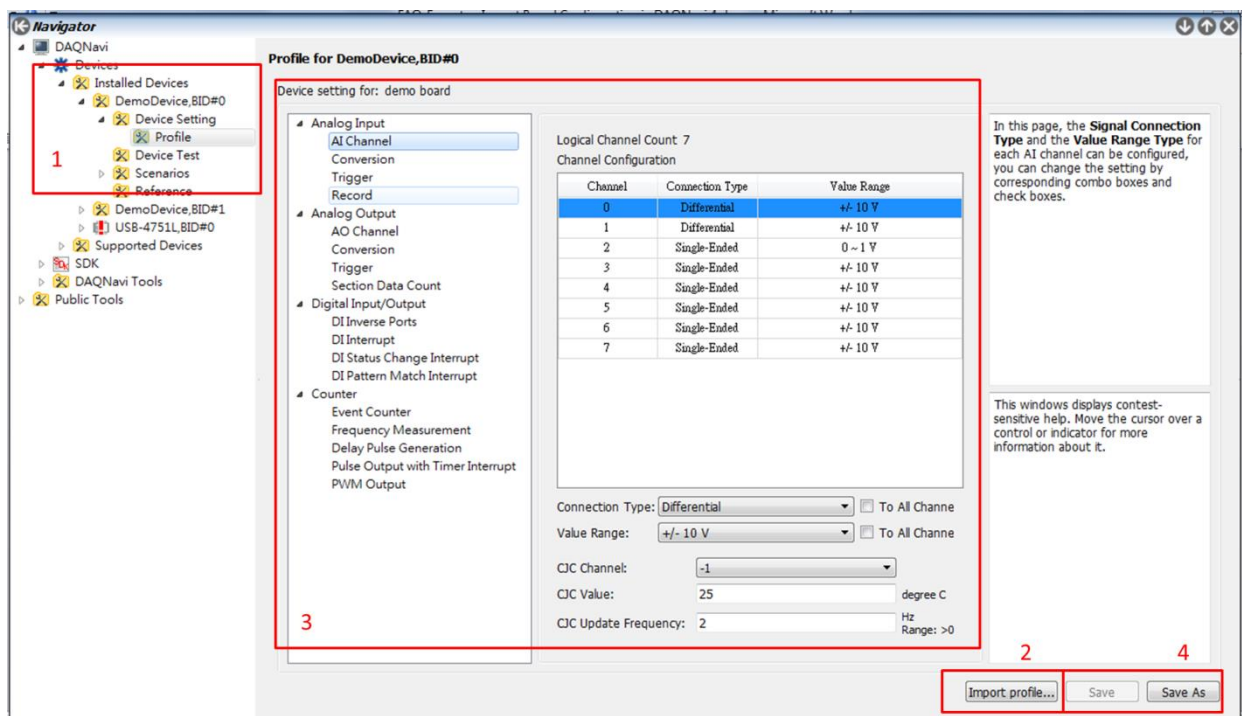 Navigator
DAQNavi
Devices
Installed Devices
DemoDevice,BID#0
Device Setting
Profile
Device Test
Scenarios
Reference
DemoDevice,BID#1
USB-4751L,BID#0
Supported Devices
SDK
DAQNavi Tools
Public Tools
1
Profile for DemoDevice,BID#0
Device setting for: demo board
Analog Input
AI Channel
Conversion
Trigger
Record
Analog Output
AO Channel
Conversion
Trigger
Section Data Count
Digital Input/Output
DI Inverse Ports
DI Interrupt
DI Status Change Interrupt
DI Pattern Match Interrupt
Counter
Event Counter
Frequency Measurement
Delay Pulse Generation
Pulse Output with Timer Interrupt
PWM Output
3
Logical Channel Count 7
Channel Configuration
Channel Connection Type Value Range
0 Differential +/- 10 V
1 Differential +/- 10 V
2 Single-Ended 0 ~ 1 V
3 Single-Ended +/- 10 V
4 Single-Ended +/- 10 V
5 Single-Ended +/- 10 V
6 Single-Ended +/- 10 V
7 Single-Ended +/- 10 V
Connection Type: Differential To All Channe
Value Range: +/- 10 V To All Channe
CJC Channel: -1
CJC Value: 25 degree C
CJC Update Frequency: 2 Hz
Range: >0
In this page, the Signal Connection
Type and the Value Range Type for
each AI channel can be configured,
you can change the setting by
corresponding combo boxes and
check boxes.
This windows displays contest-
sensitive help. Move the cursor over a
control or indicator for more
information about it.
2 4
Import profile... Save Save As